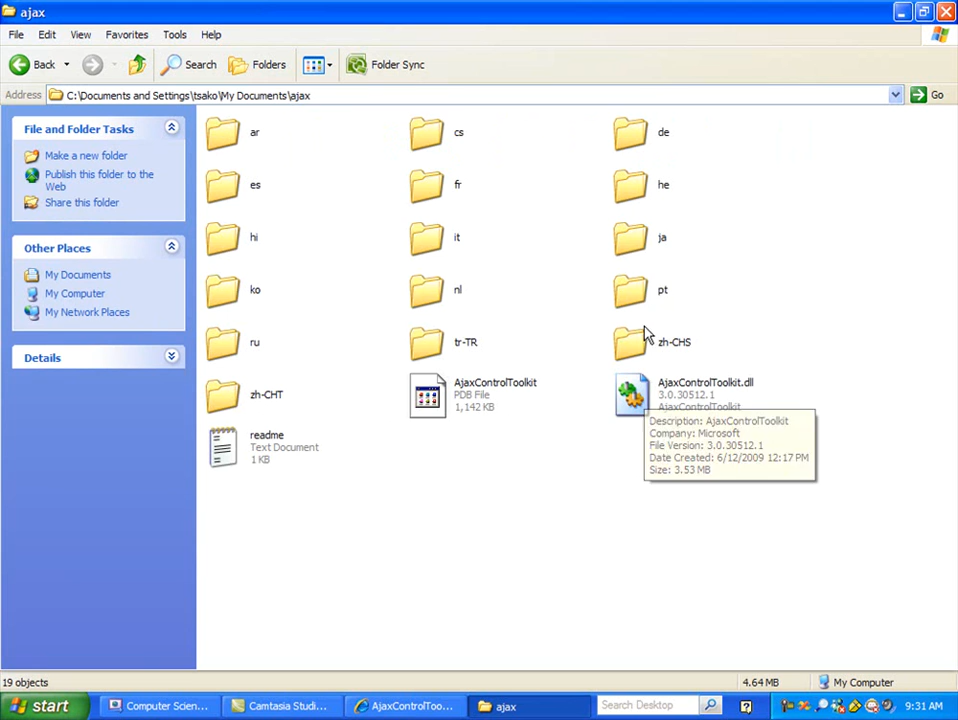 ajax
File Edit View Favorites Tools Help
Back Search Folders Folder Sync
Address C:\Documents and Settings\tsako\My Documents\ajax Go
File and Folder Tasks
Make a new folder
Publish this folder to the
Web
Share this folder
Other Places
My Documents
My Computer
My Network Places
Details
ar cs de
es fr he
hi it ja
ko nl pt
ru tr-TR zh-CHS
zh-CHT
AjaxControlToolkit
PDB File
1,142 KB
AjaxControlToolkit.dll
3.0.30512.1
AjaxControlToolkit
readme
Text Document
1 KB
Description: AjaxControlToolkit
Company: Microsoft
File Version: 3.0.30512.1
Date Created: 6/12/2009 12:17 PM
Size: 3.53 MB
19 objects 4.64 MB My Computer
start Computer Scien... Camtasia Studi... AjaxControlToo... ajax Search Desktop 9:31 AM